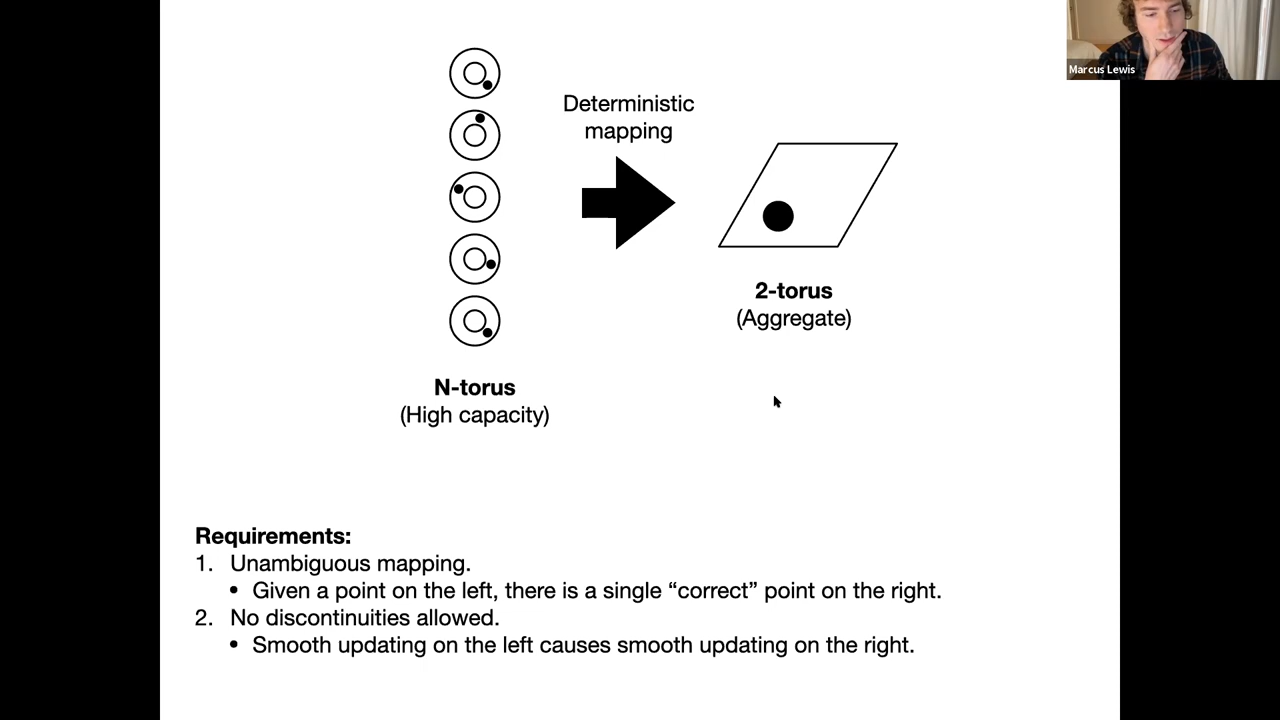 Marcus Lewis
Deterministic
mapping
2-torus
(Aggregate)
N-torus
(High capacity)
Requirements:
1. Unambiguous mapping.
• Given a point on the left, there is a single “correct” point on the right.
2. No discontinuities allowed.
• Smooth updating on the left causes smooth updating on the right.